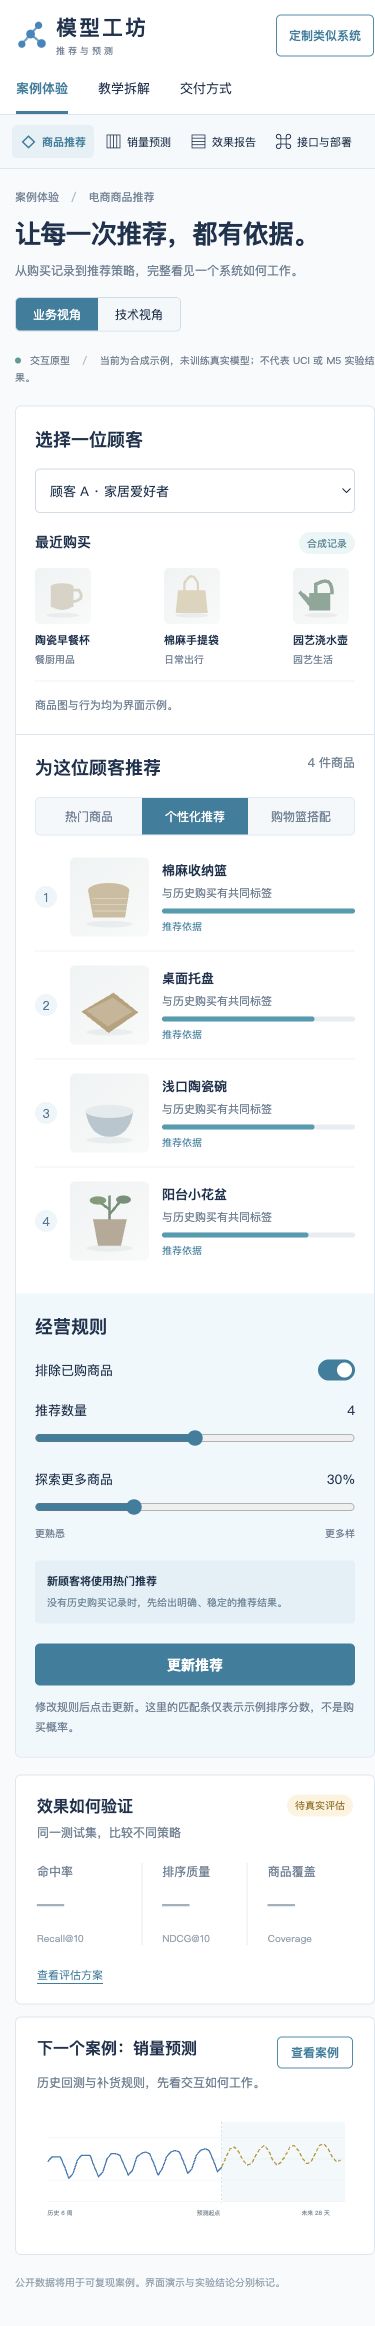 模型工坊
推荐与预测
定制类似系统
案例体验
教学拆解
交付方式
商品推荐
销量预测
效果报告
接口与部署
案例体验 / 电商商品推荐
让每一次推荐，都有依据。
从购买记录到推荐策略，完整看见一个系统如何工作。
业务视角
技术视角
交互原型 / 当前为合成示例，未训练真实模型；不代表 UCI 或 M5 实验结
果。
选择一位顾客
顾客 A · 家居爱好者
最近购买
合成记录
陶瓷早餐杯
棉麻手提袋
园艺浇水壶
餐厨用品
日常出行
园艺生活
商品图与行为均为界面示例。
为这位顾客推荐
4 件商品
热门商品
个性化推荐
购物篮搭配
1
棉麻收纳篮
与历史购买有共同标签
推荐依据
2
桌面托盘
与历史购买有共同标签
推荐依据
3
浅口陶瓷碗
与历史购买有共同标签
推荐依据
4
阳台小花盆
与历史购买有共同标签
推荐依据
经营规则
排除已购商品
推荐数量
4
探索更多商品
30%
更熟悉
更多样
新顾客将使用热门推荐
没有历史购买记录时，先给出明确、稳定的推荐结果。
更新推荐
修改规则后点击更新。这里的匹配条仅表示示例排序分数，不是购
买概率。
效果如何验证
待真实评估
同一测试集，比较不同策略
命中率
排序质量
商品覆盖
—
—
—
Recall@10
NDCG@10
Coverage
查看评估方案
下一个案例：销量预测
查看案例
历史回测与补货规则，先看交互如何工作。
历史 6 周
预测起点
未来 28 天
公开数据将用于可复现案例。界面演示与实验结论分别标记。